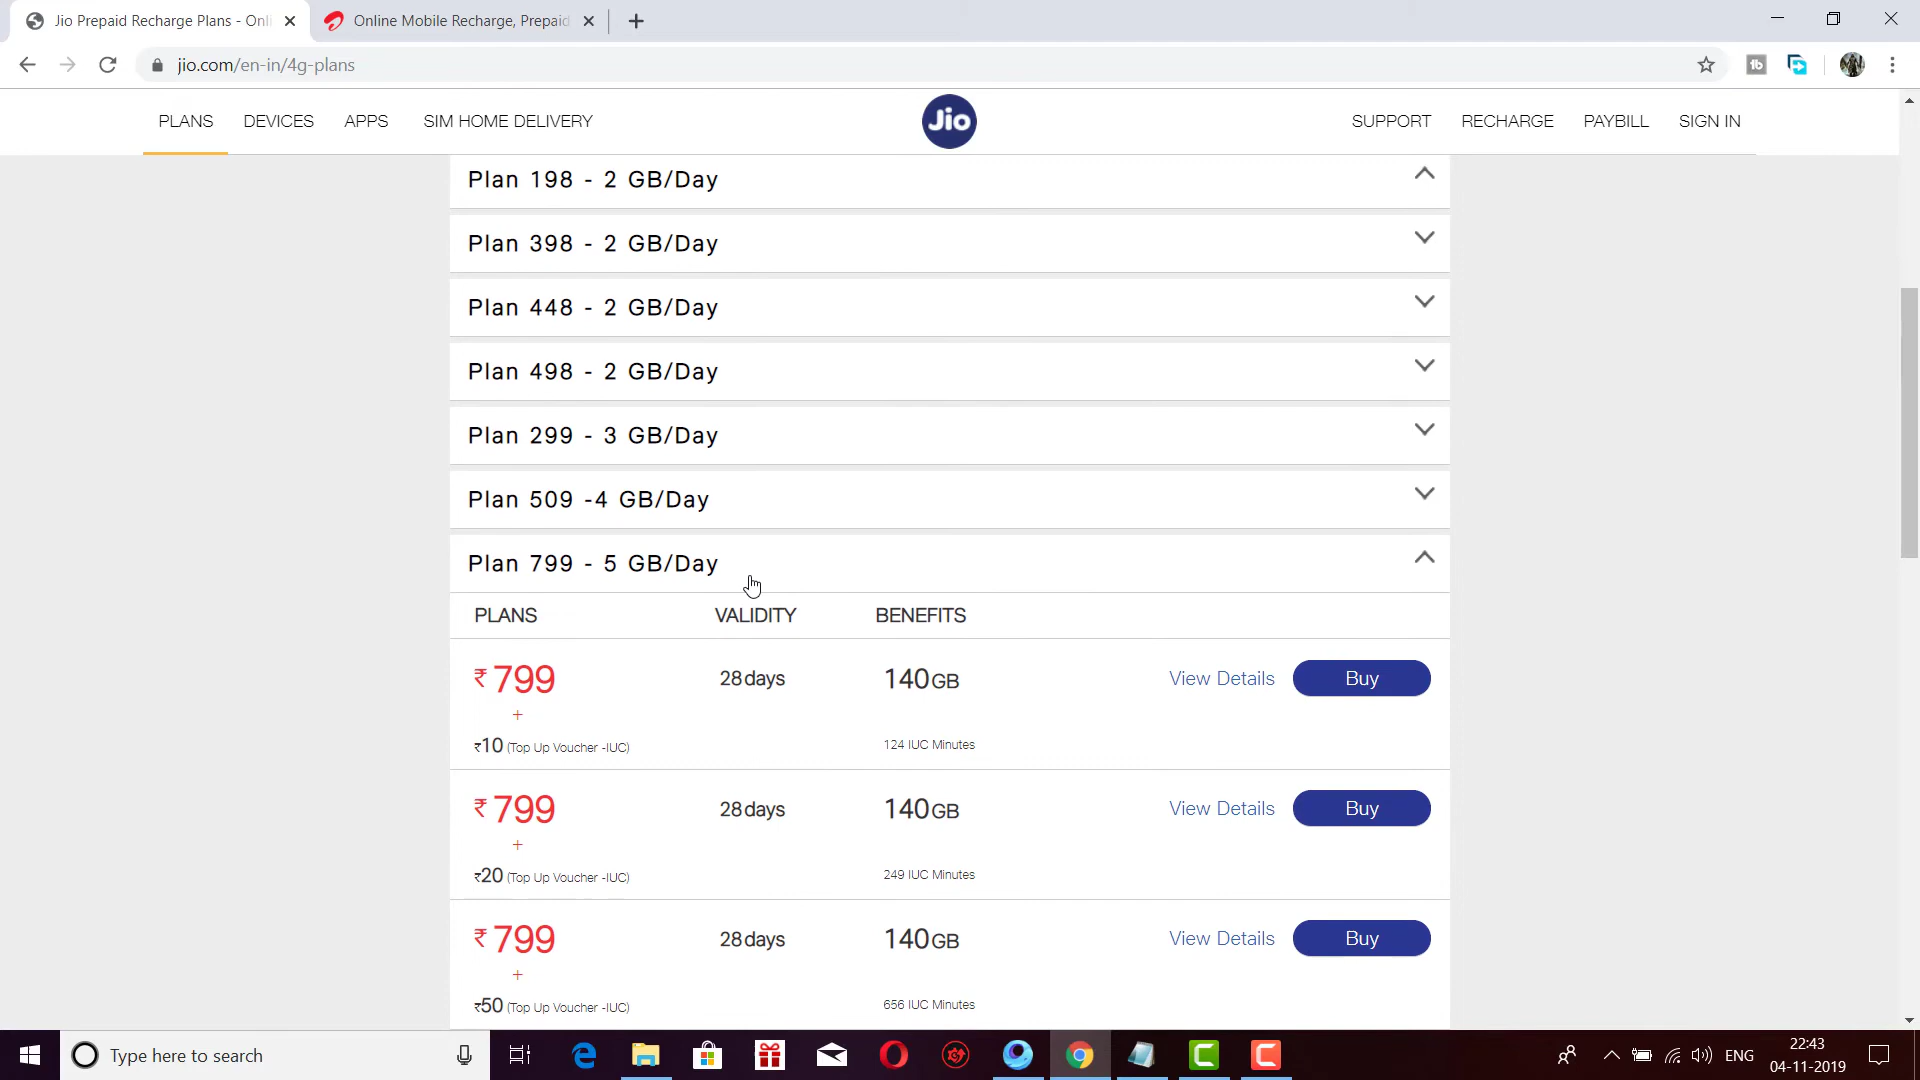 Jio Prepaid Recharge Plans - Onli
Online Mobile Recharge, Prepaid
jio.com/en-in/4g-plans
PLANS DEVICES APPS SIM HOME DELIVERY Jio SUPPORT RECHARGE PAYBILL SIGN IN
Plan 198 - 2 GB/Day
Plan 398 - 2 GB/Day
Plan 448 - 2 GB/Day
Plan 498 - 2 GB/Day
Plan 299 - 3 GB/Day
Plan 509 -4 GB/Day
Plan 799 - 5 GB/Day
PLANS VALIDITY BENEFITS
₹799 28 days 140GB View Details Buy
+
₹10 (Top Up Voucher -IUC) 124 IUC Minutes
₹799 28 days 140GB View Details Buy
+
₹20 (Top Up Voucher -IUC) 249 IUC Minutes
₹799 28 days 140GB View Details Buy
+
₹50 (Top Up Voucher -IUC) 656 IUC Minutes
Type here to search
ENG
22:43
04-11-2019